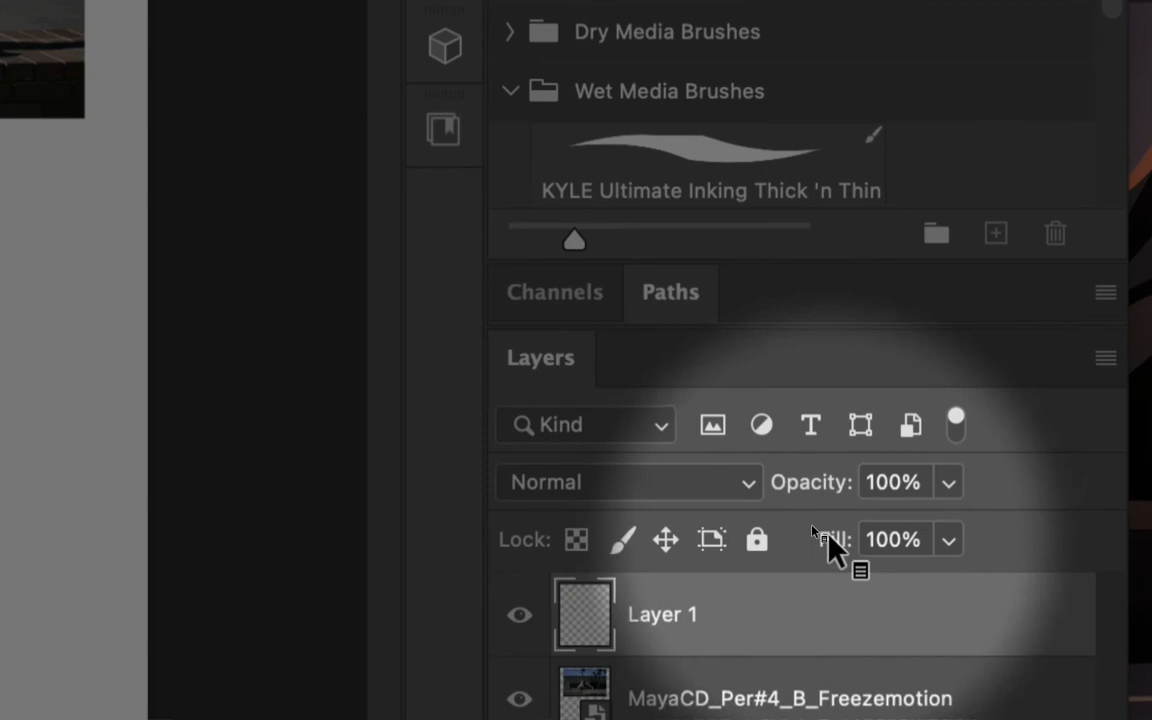 Dry Media Brushes
Wet Media Brushes
KYLE Ultimate Inking Thick 'n Thin
Channels Paths
Layers
Kind
Normal Opacity: 100%
Lock: Fill: 100%
Layer 1
MayaCD_Per#4_B_Freezemotion